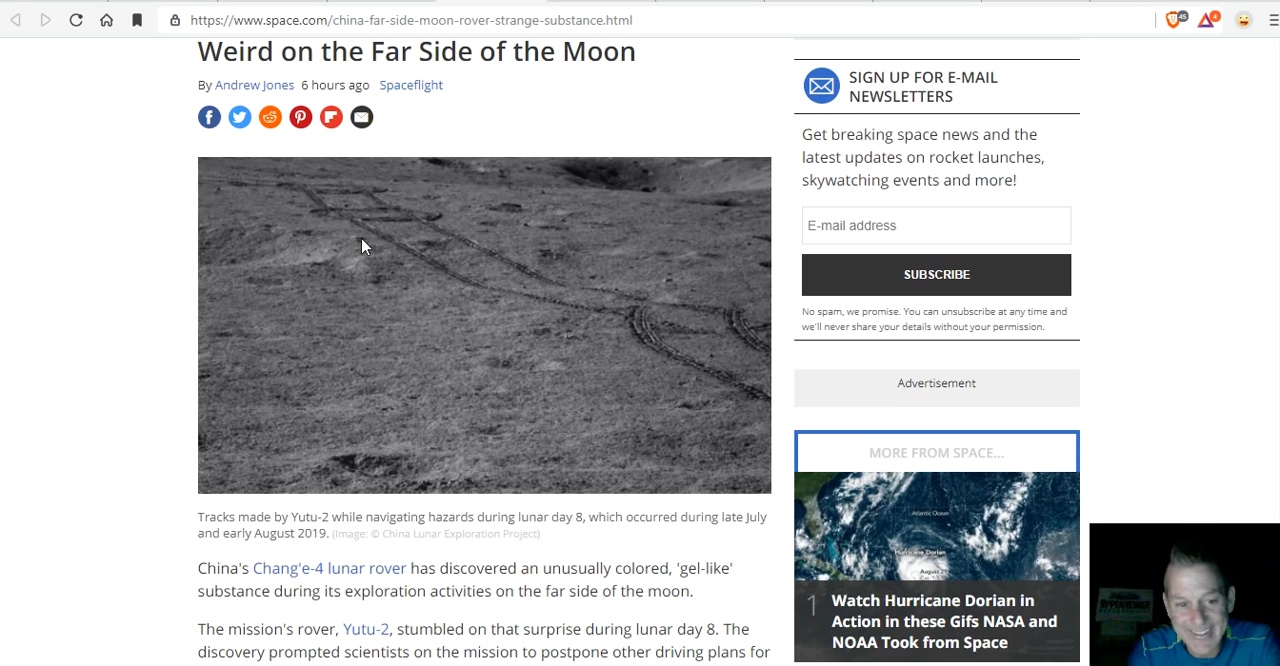 https://www.space.com/china-far-side-moon-rover-strange-substance.html
45
4
Weird on the Far Side of the Moon
By Andrew Jones 6 hours ago Spaceflight
Tracks made by Yutu-2 while navigating hazards during lunar day 8, which occurred during late July
and early August 2019. (Image: © China Lunar Exploration Project)
China's Chang'e-4 lunar rover has discovered an unusually colored, 'gel-like'
substance during its exploration activities on the far side of the moon.
The mission's rover, Yutu-2, stumbled on that surprise during lunar day 8. The
discovery prompted scientists on the mission to postpone other driving plans for
SIGN UP FOR E-MAIL
NEWSLETTERS
Get breaking space news and the
latest updates on rocket launches,
skywatching events and more!
E-mail address
SUBSCRIBE
No spam, we promise. You can unsubscribe at any time and
we'll never share your details without your permission.
Advertisement
MORE FROM SPACE...
Atlantic Ocean
Hurricane Dorian
1
Watch Hurricane Dorian in
Action in these Gifs NASA and
NOAA Took from Space